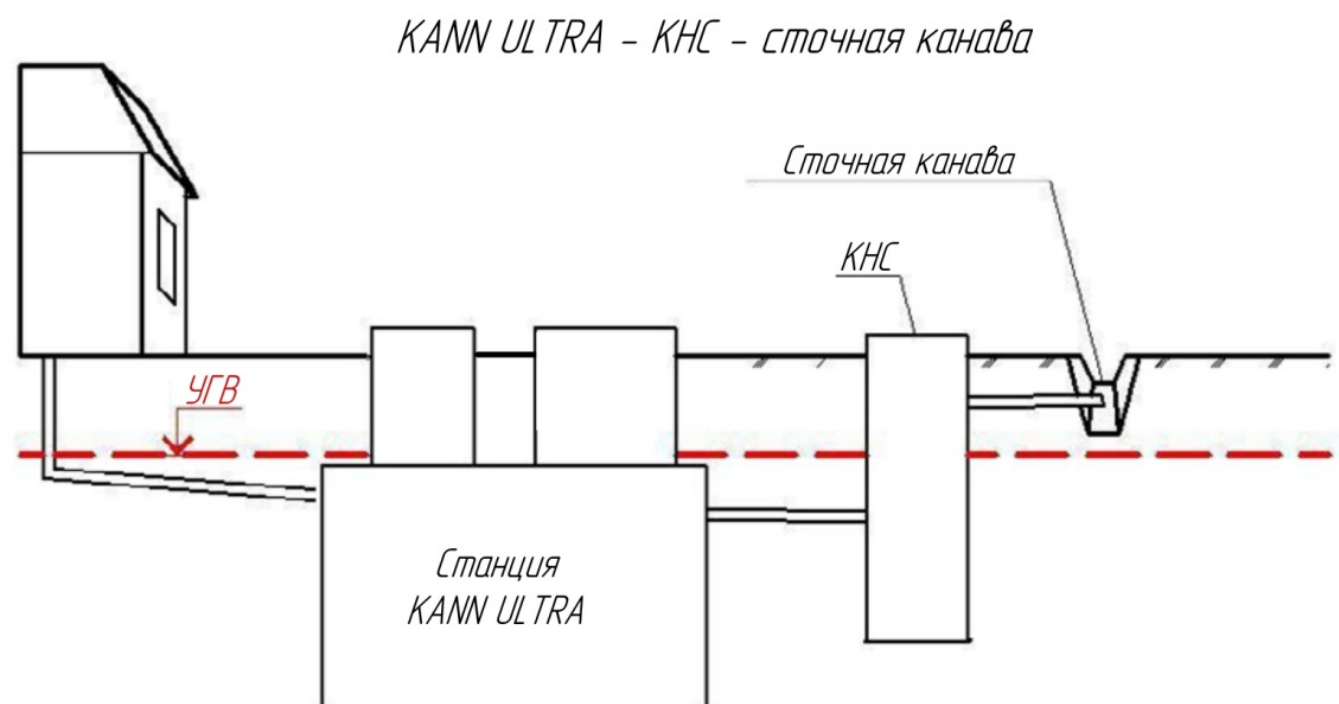 KANN ULTRA - КНС - сточная канава
Сточная канава
КНС
УГВ
Станция
KANN ULTRA